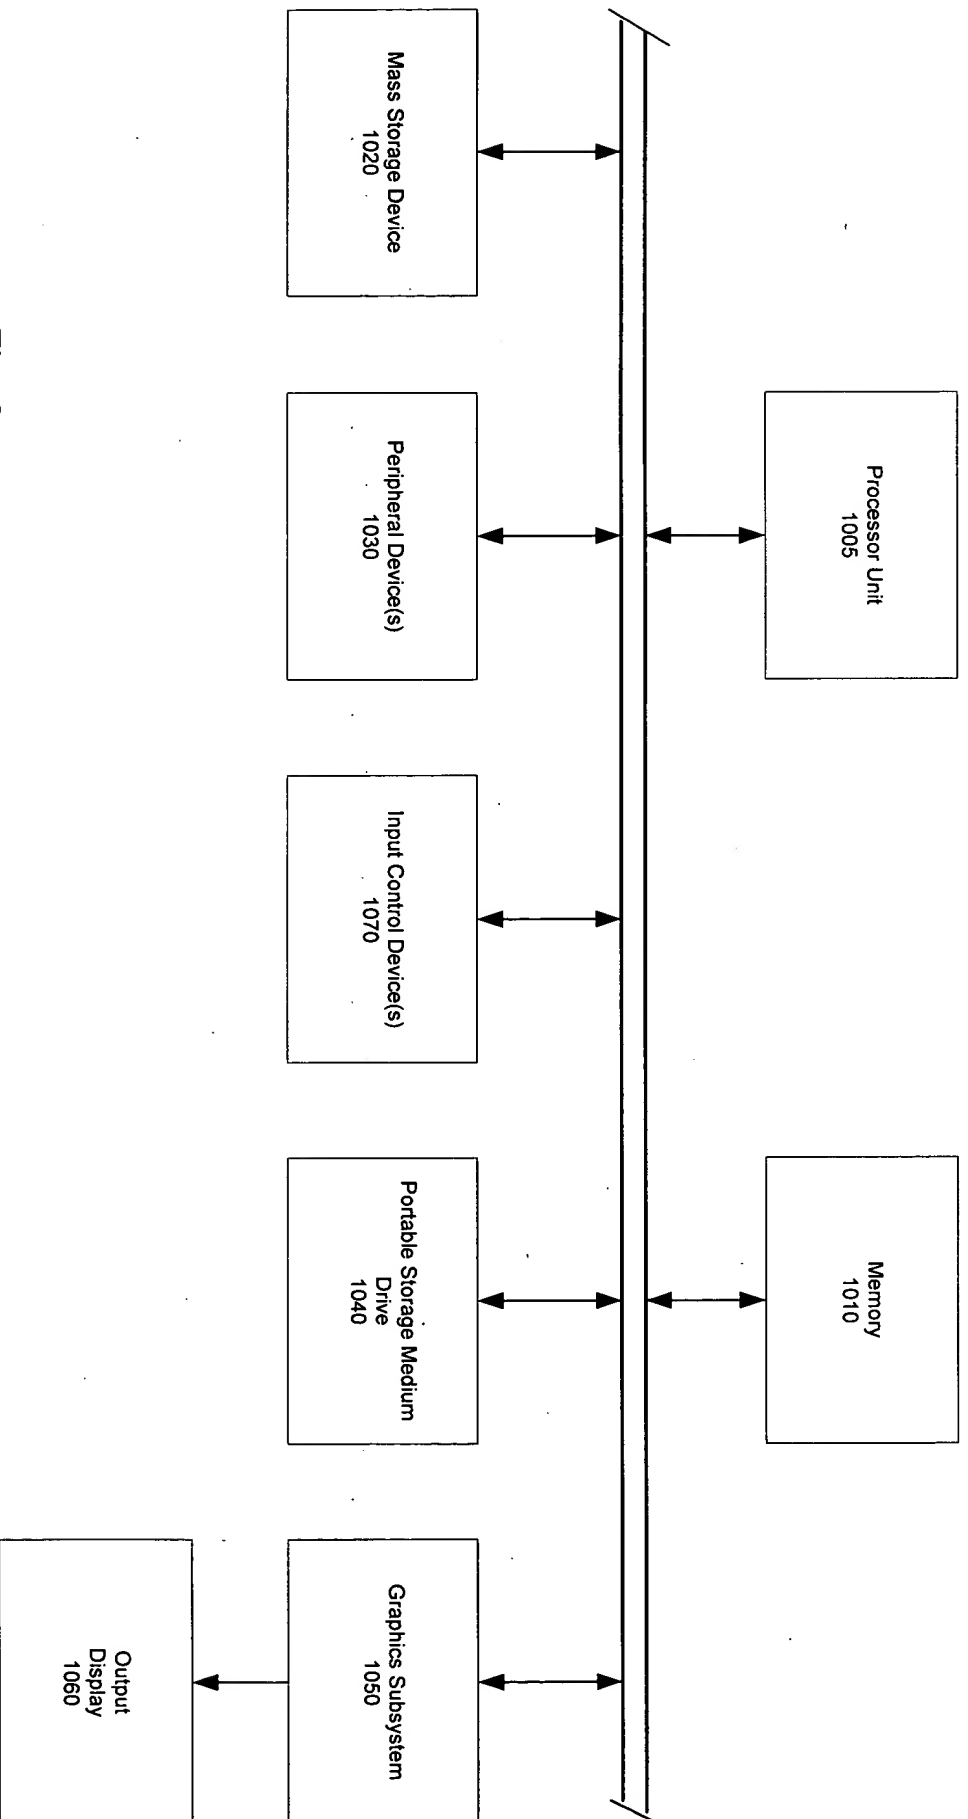 Processor Unit
1005
Memory
1010
Mass Storage Device
1020
Peripheral Device(s)
1030
Input Control Device(s)
1070
Portable Storage Medium
Drive
1040
Graphics Subsystem
1050
Output
Display
1060